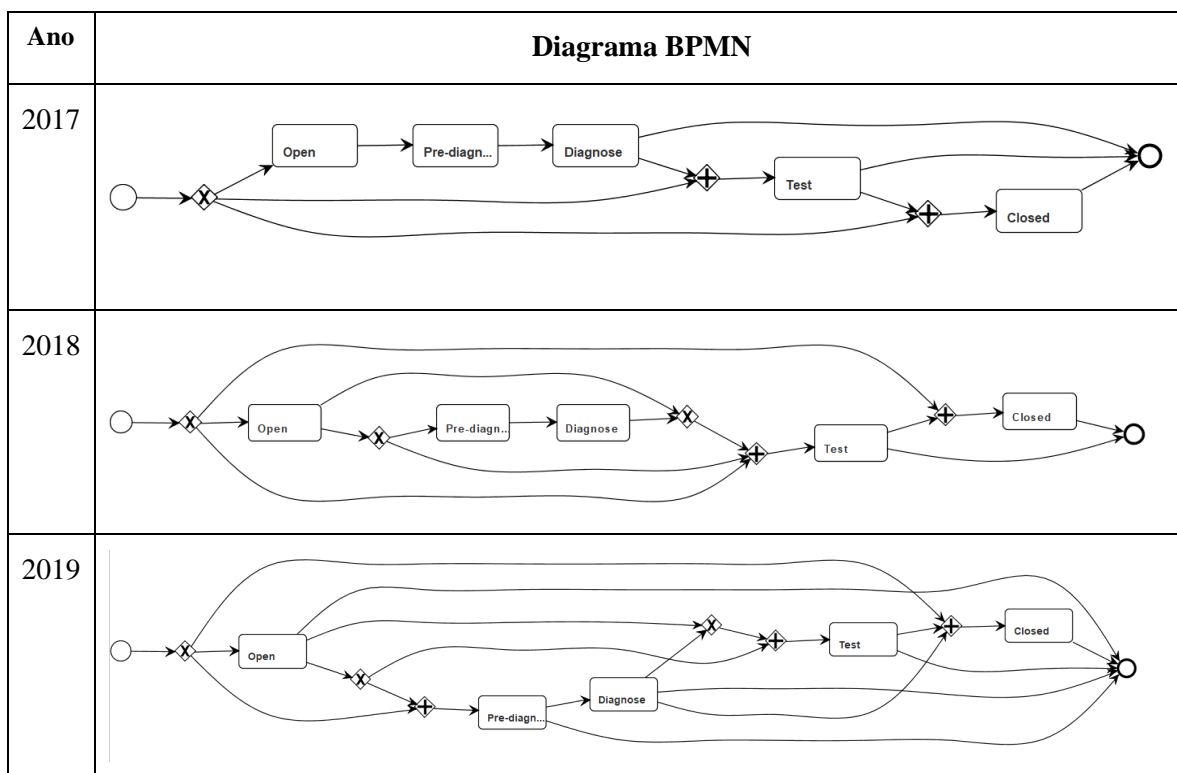 Ano
Diagrama BPMN
2017
Open
Pre-diagn...
Diagnose
Test
Closed
2018
Open
Pre-diagn...
Diagnose
Test
Closed
2019
Open
Pre-diagn...
Diagnose
Test
Closed